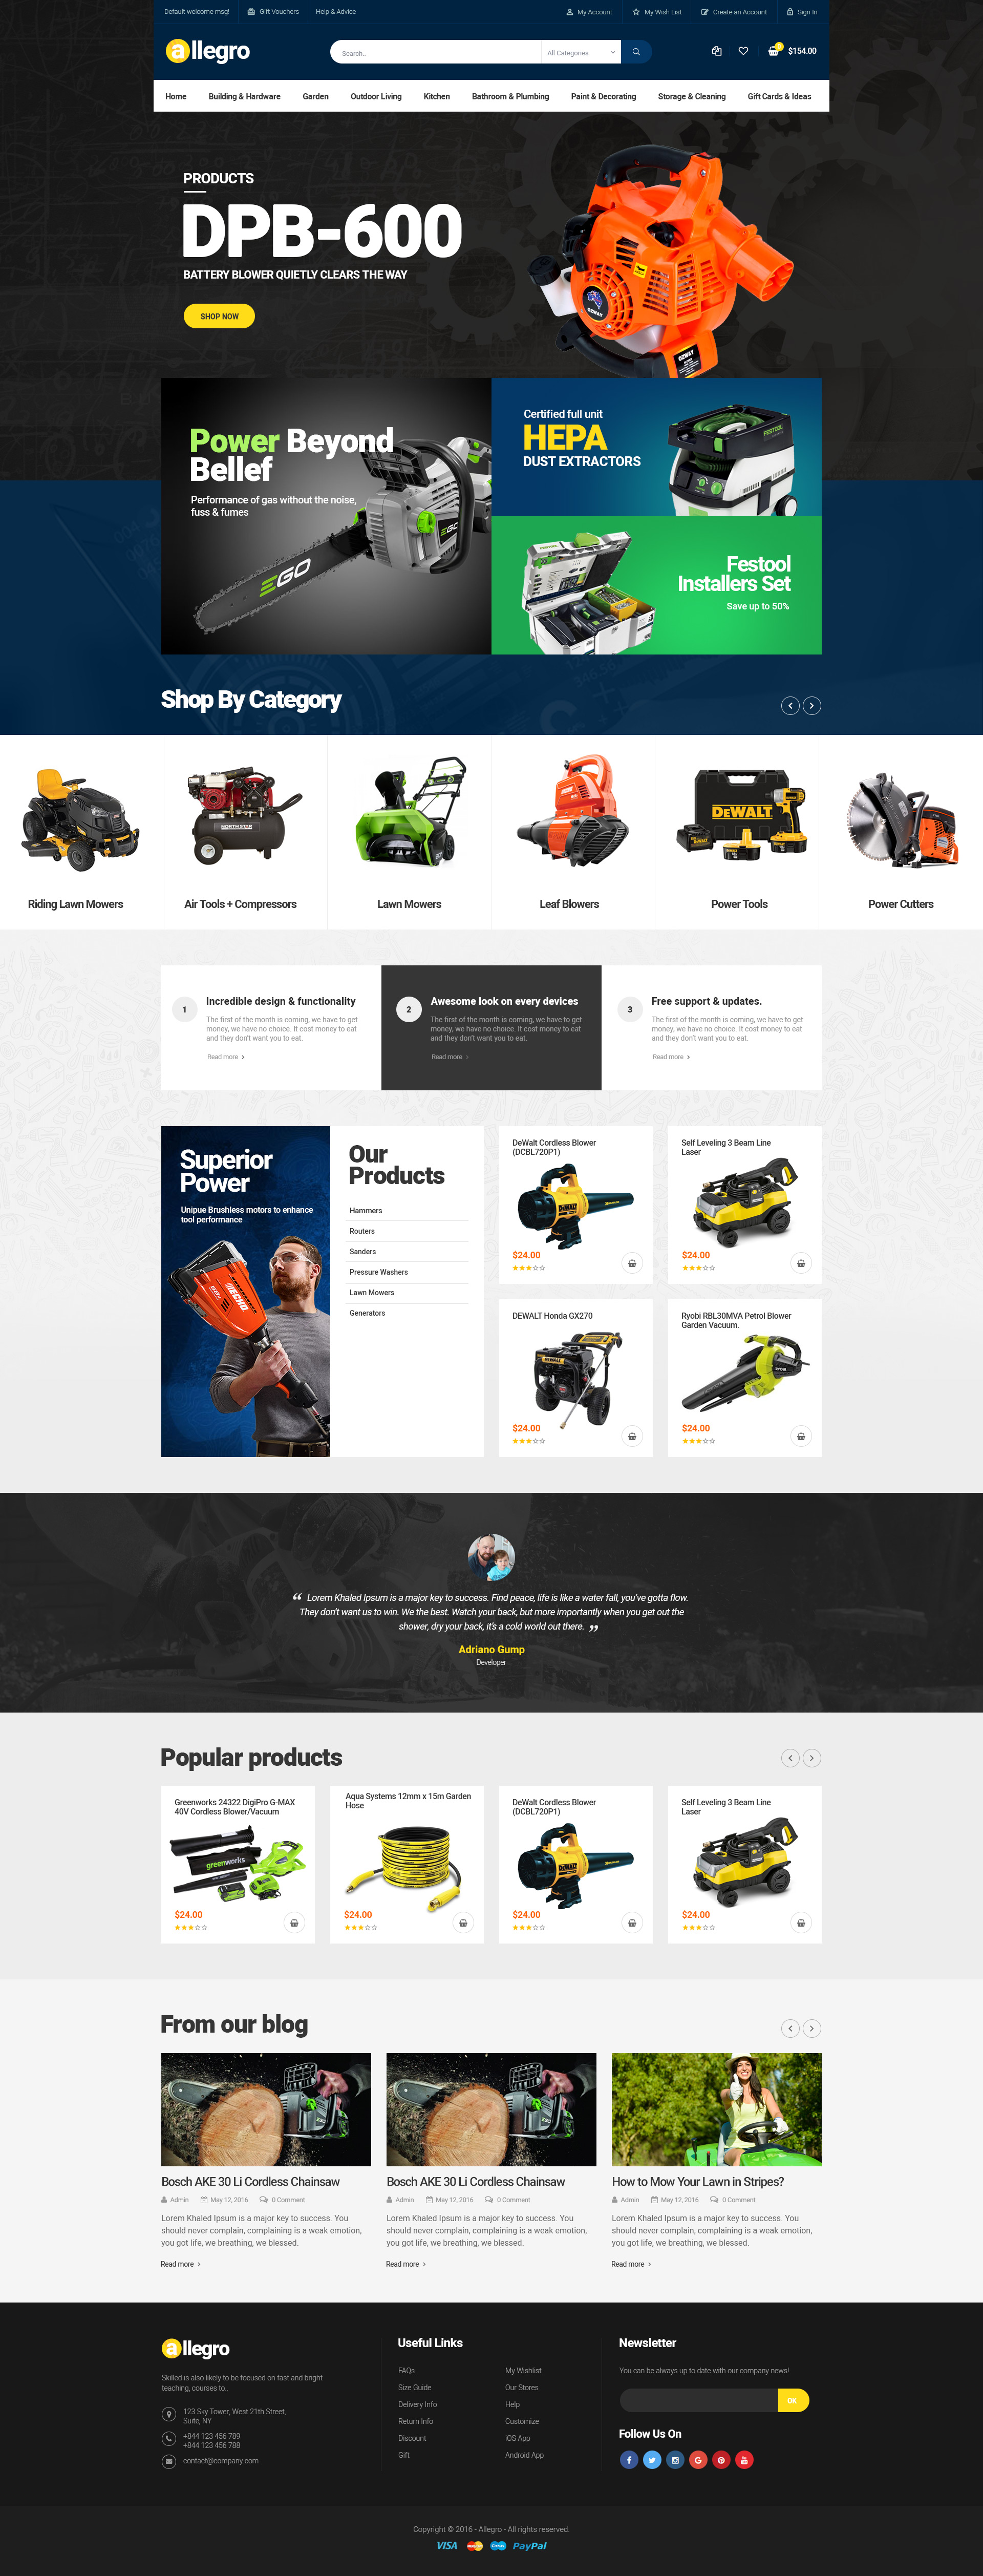 Default welcome msg!
Gift Vouchers
Help & Advice
My Account
My Wish List
Create an Account
Sign In
allegro
Search..
All Categories
$154.00
Home
Building & Hardware
Garden
Outdoor Living
Kitchen
Bathroom & Plumbing
Paint & Decorating
Storage & Cleaning
Gift Cards & Ideas
PRODUCTS
DPB-600
BATTERY BLOWER QUIETLY CLEARS THE WAY
SHOP NOW
OZWAY
OZWAY
Power Beyond
Bellef
Performance of gas without the noise,
fuss & fumes
EGO
EGO
Certified full unit
HEPA
DUST EXTRACTORS
FESTOOL
Festool
Installers Set
Save up to 50%
Shop By Category
NORTH STAR
DEWALT
Riding Lawn Mowers
Air Tools + Compressors
Lawn Mowers
Leaf Blowers
Power Tools
Power Cutters
1
Incredible design & functionality
The first of the month is coming, we have to get
money, we have no choice. It cost money to eat
and they don't want you to eat.
Read more
2
Awesome look on every devices
The first of the month is coming, we have to get
money, we have no choice. It cost money to eat
and they don't want you to eat.
Read more
3
Free support & updates.
The first of the month is coming, we have to get
money, we have no choice. It cost money to eat
and they don't want you to eat.
Read more
Superior
Power
Unipue Brushless motors to enhance
tool performance
ECHO
Our
Products
Hammers
Routers
Sanders
Pressure Washers
Lawn Mowers
Generators
DeWalt Cordless Blower
(DCBL720P1)
DEWALT
$24.00
Self Leveling 3 Beam Line
Laser
$24.00
DEWALT Honda GX270
$24.00
Ryobi RBL30MVA Petrol Blower
Garden Vacuum.
$24.00
“ Lorem Khaled Ipsum is a major key to success. Find peace, life is like a water fall, you've gotta flow.
They don't want us to win. We the best. Watch your back, but more importantly when you get out the
shower, dry your back, it's a cold world out there. ”
Adriano Gump
Developer
Popular products
Greenworks 24322 DigiPro G-MAX
40V Cordless Blower/Vacuum
greenworks
$24.00
Aqua Systems 12mm x 15m Garden
Hose
$24.00
DeWalt Cordless Blower
(DCBL720P1)
DEWALT
$24.00
Self Leveling 3 Beam Line
Laser
$24.00
From our blog
Bosch AKE 30 Li Cordless Chainsaw
Admin
May 12, 2016
0 Comment
Lorem Khaled Ipsum is a major key to success. You
should never complain, complaining is a weak emotion,
you got life, we breathing, we blessed.
Read more
Bosch AKE 30 Li Cordless Chainsaw
Admin
May 12, 2016
0 Comment
Lorem Khaled Ipsum is a major key to success. You
should never complain, complaining is a weak emotion,
you got life, we breathing, we blessed.
Read more
How to Mow Your Lawn in Stripes?
Admin
May 12, 2016
0 Comment
Lorem Khaled Ipsum is a major key to success. You
should never complain, complaining is a weak emotion,
you got life, we breathing, we blessed.
Read more
allegro
Skilled is also likely to be focused on fast and bright
teaching, courses to..
123 Sky Tower, West 21th Street,
Suite, NY
+844 123 456 789
+844 123 456 788
contact@company.com
Useful Links
FAQs
Size Guide
Delivery Info
Return Info
Discount
Gift
My Wishlist
Our Stores
Help
Customize
iOS App
Android App
Newsletter
You can be always up to date with our company news!
OK
Follow Us On
Copyright © 2016 - Allegro - All rights reserved.
VISA
PayPal